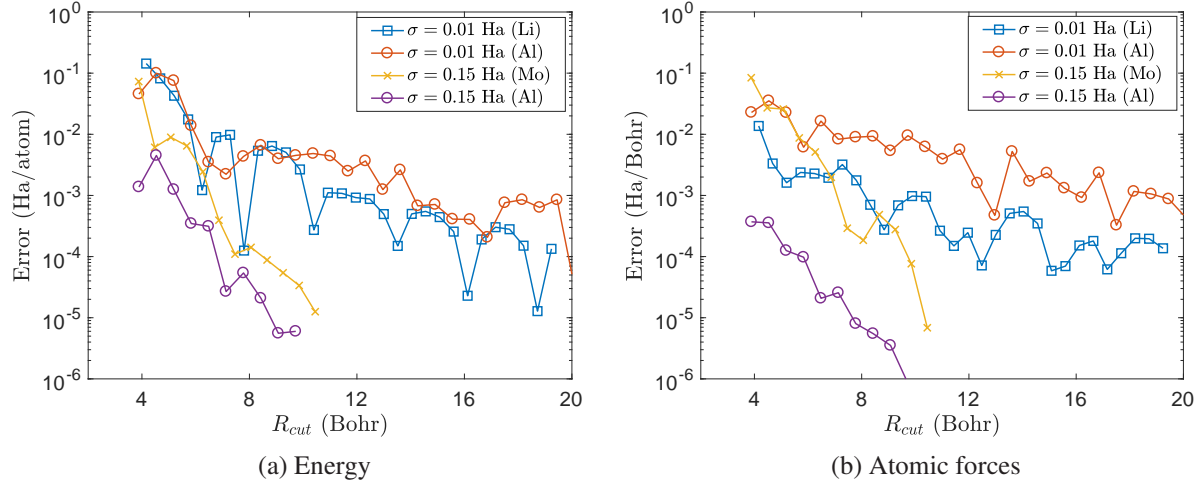 10^0
10^-1
10^-2
10^-3
10^-4
10^-5
10^-6
Error (Ha/atom)
σ = 0.01 Ha (Li)
σ = 0.01 Ha (Al)
σ = 0.15 Ha (Mo)
σ = 0.15 Ha (Al)
4 8 12 16 20
R_cut (Bohr)
(a) Energy
10^0
10^-1
10^-2
10^-3
10^-4
10^-5
10^-6
Error (Ha/Bohr)
σ = 0.01 Ha (Li)
σ = 0.01 Ha (Al)
σ = 0.15 Ha (Mo)
σ = 0.15 Ha (Al)
4 8 12 16 20
R_cut (Bohr)
(b) Atomic forces